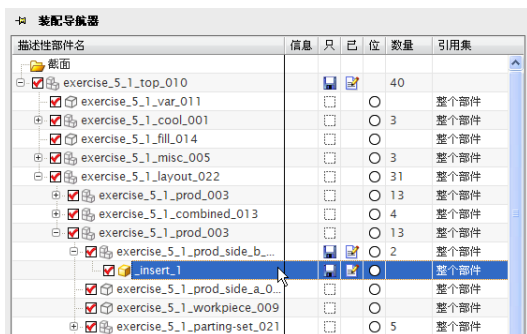 装配导航器
描述性部件名 信息 只 已 位 数量 引用集
截面
exercise_5_1_top_010 40
exercise_5_1_var_011 整个部件
exercise_5_1_cool_001 3 整个部件
exercise_5_1_fill_014 整个部件
exercise_5_1_misc_005 3 整个部件
exercise_5_1_layout_022 31 整个部件
exercise_5_1_prod_003 13 整个部件
exercise_5_1_combined_013 4 整个部件
exercise_5_1_prod_003 13 整个部件
exercise_5_1_prod_side_b_... 2 整个部件
_insert_1 整个部件
exercise_5_1_prod_side_a_0... 整个部件
exercise_5_1_workpiece_009 整个部件
exercise_5_1_parting-set_021 5 整个部件